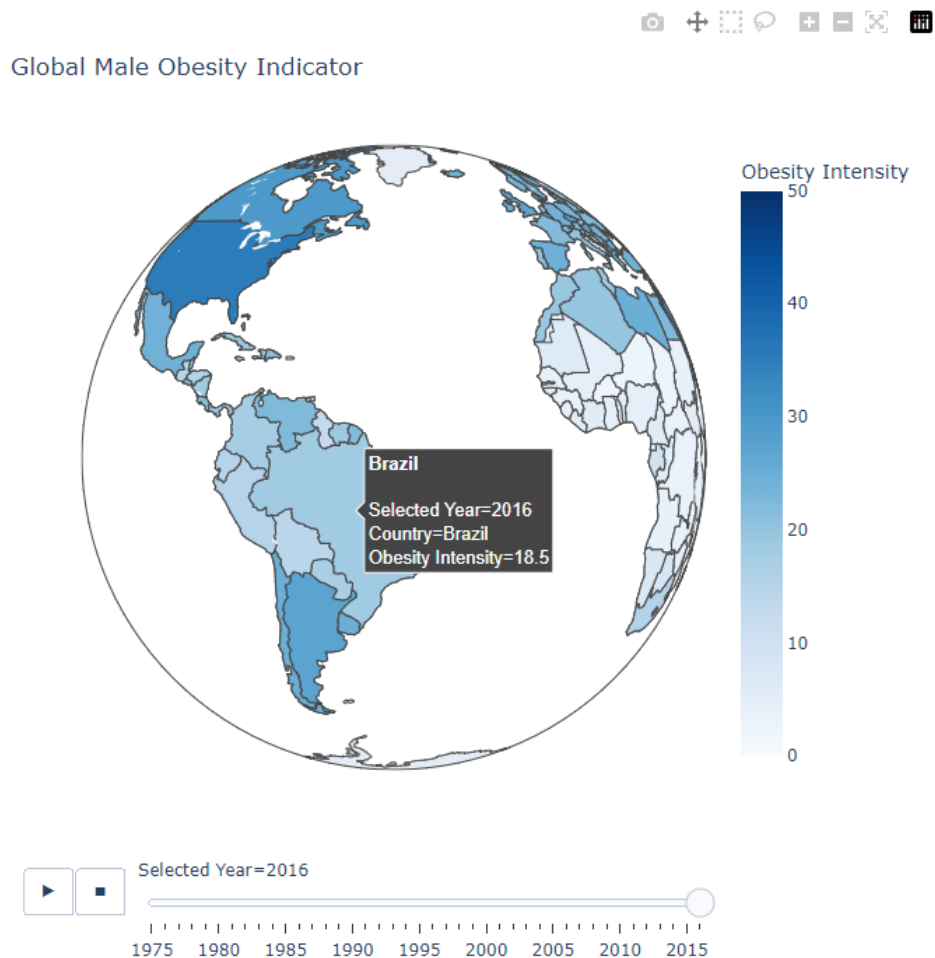 Global Male Obesity Indicator
Obesity Intensity
50
40
30
20
10
0
Brazil
Selected Year=2016
Country=Brazil
Obesity Intensity=18.5
Selected Year=2016
1975 1980 1985 1990 1995 2000 2005 2010 2015